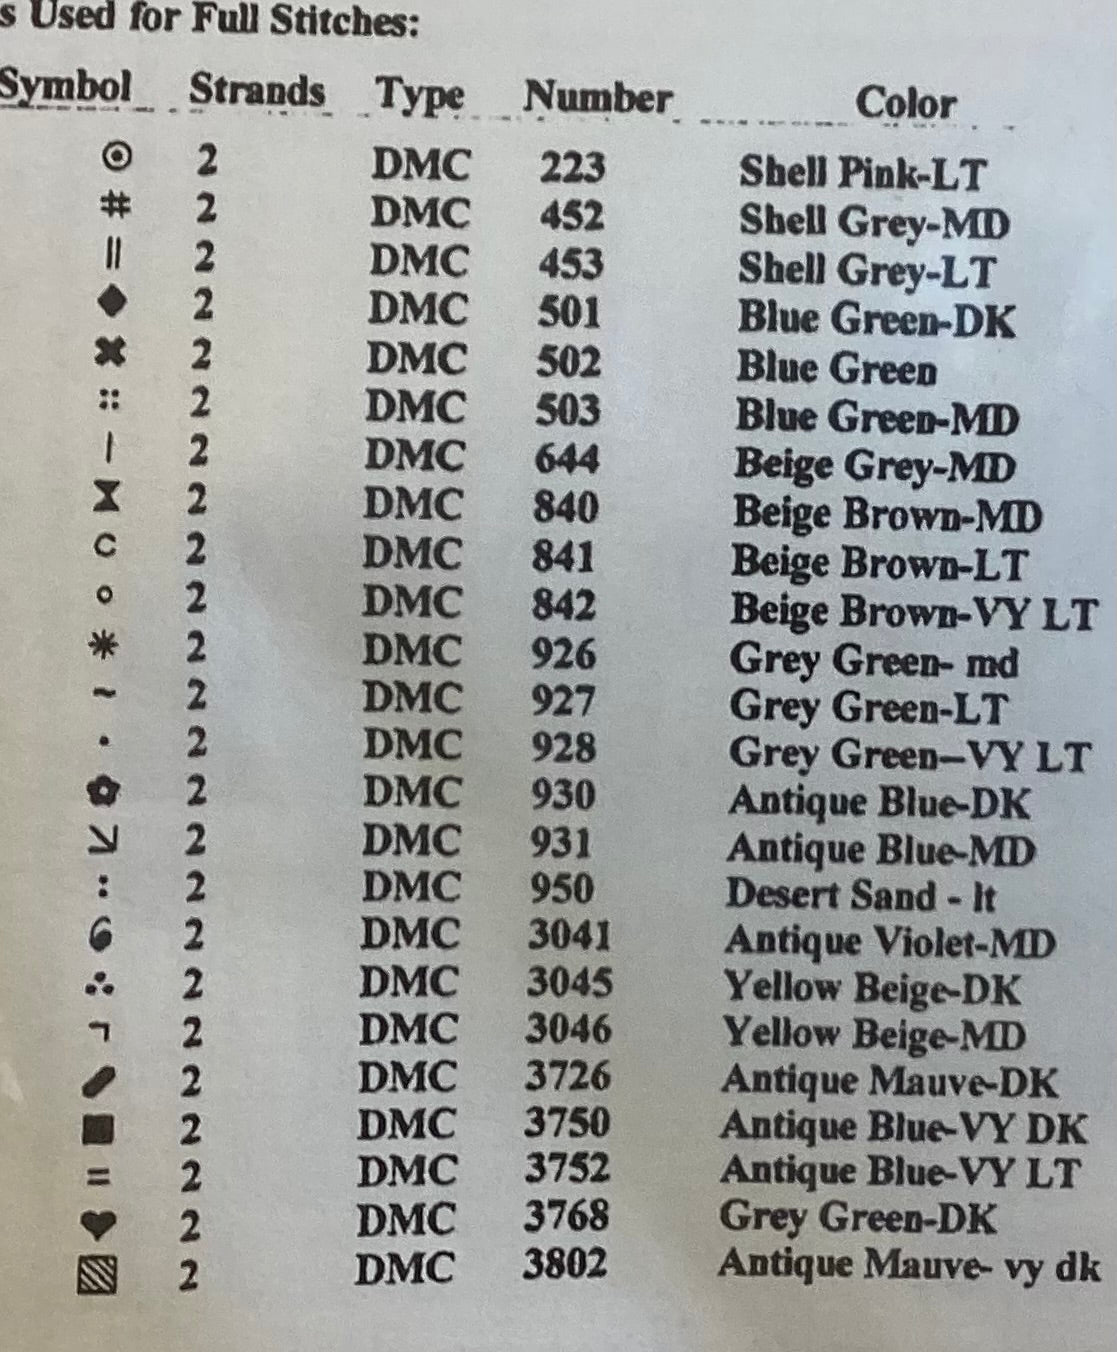 s Used for Full Stitches:
Symbol Strands Type Number Color
⊙ 2 DMC 223 Shell Pink-LT
# 2 DMC 452 Shell Grey-MD
|| 2 DMC 453 Shell Grey-LT
◆ 2 DMC 501 Blue Green-DK
✖ 2 DMC 502 Blue Green
:: 2 DMC 503 Blue Green-MD
| 2 DMC 644 Beige Grey-MD
⧗ 2 DMC 840 Beige Brown-MD
C 2 DMC 841 Beige Brown-LT
o 2 DMC 842 Beige Brown-VY LT
✳ 2 DMC 926 Grey Green- md
~ 2 DMC 927 Grey Green-LT
· 2 DMC 928 Grey Green–VY LT
✿ 2 DMC 930 Antique Blue-DK
⇲ 2 DMC 931 Antique Blue-MD
: 2 DMC 950 Desert Sand - lt
6 2 DMC 3041 Antique Violet-MD
∴ 2 DMC 3045 Yellow Beige-DK
¬ 2 DMC 3046 Yellow Beige-MD
⬮ 2 DMC 3726 Antique Mauve-DK
■ 2 DMC 3750 Antique Blue-VY DK
= 2 DMC 3752 Antique Blue-VY LT
♥ 2 DMC 3768 Grey Green-DK
▧ 2 DMC 3802 Antique Mauve- vy dk